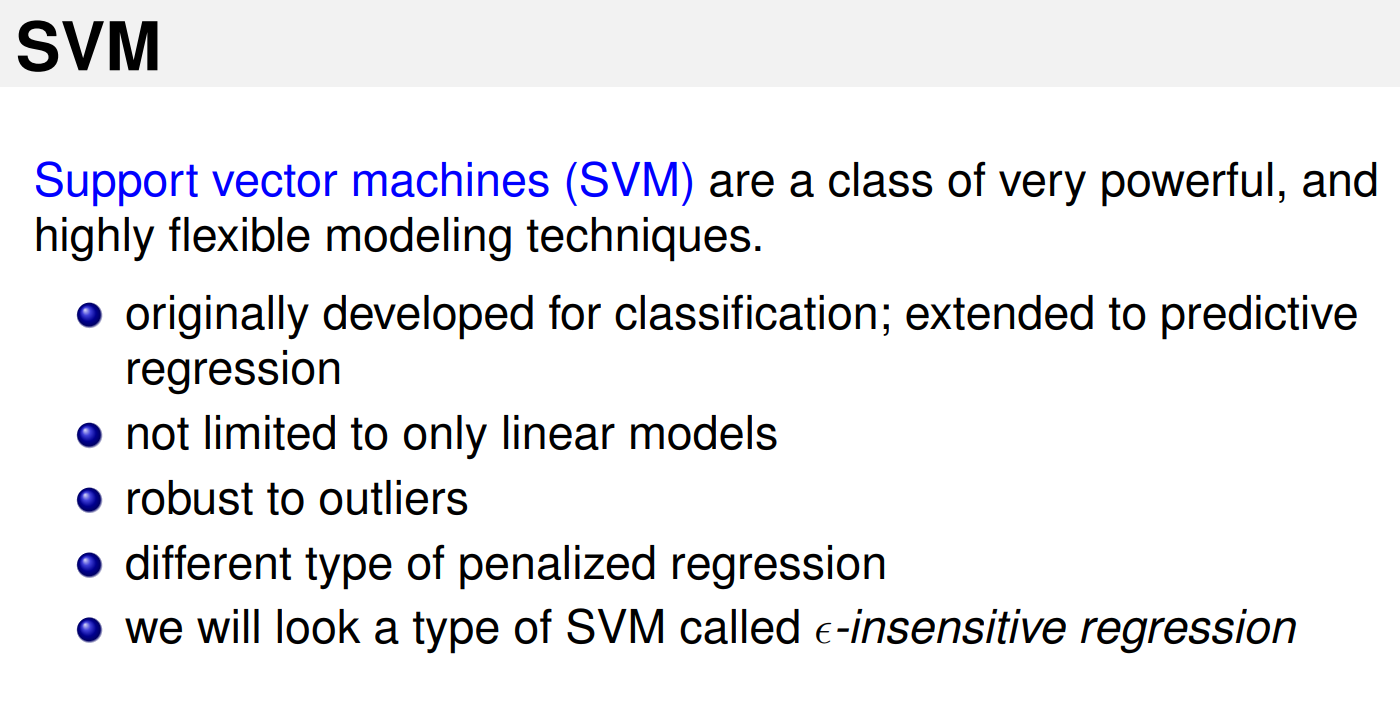 SVM
Support vector machines (SVM) are a class of very powerful, and
highly flexible modeling techniques.
originally developed for classification; extended to predictive
regression
not limited to only linear models
robust to outliers
different type of penalized regression
we will look a type of SVM called ϵ-insensitive regression